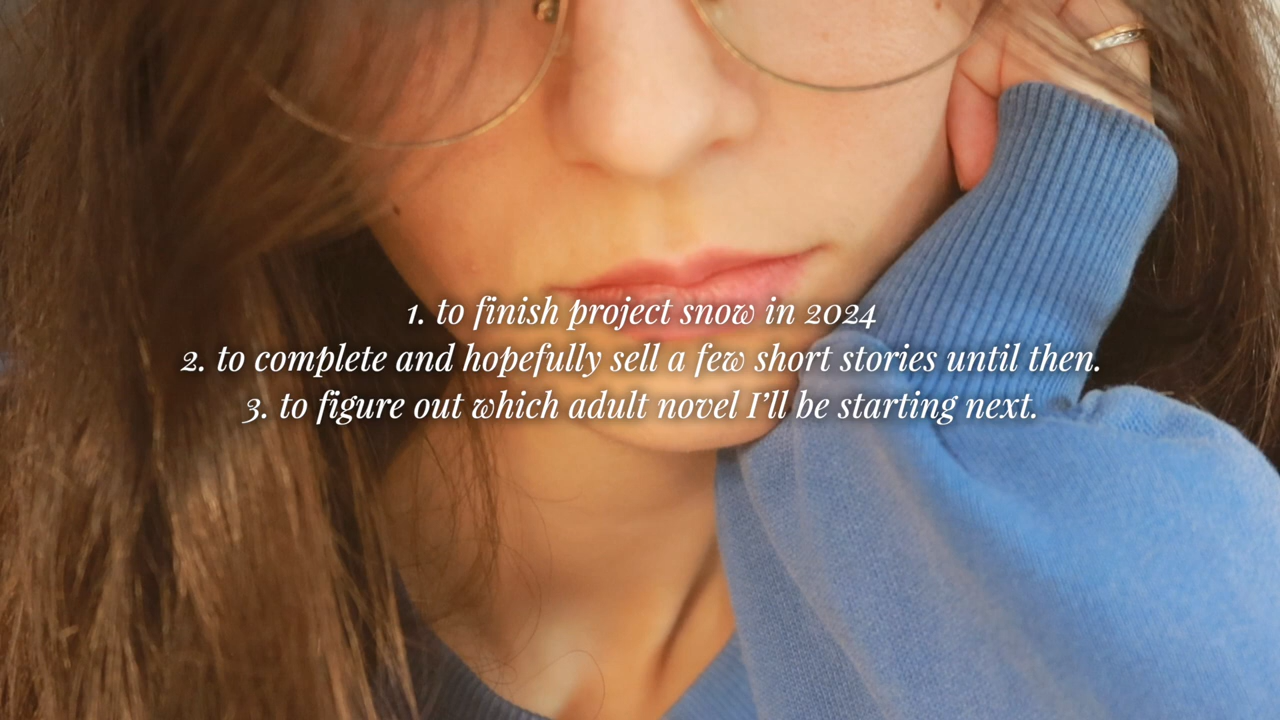 1. to finish project snow in 2024
2. to complete and hopefully sell a few short stories until then.
3. to figure out which adult novel I'll be starting next.